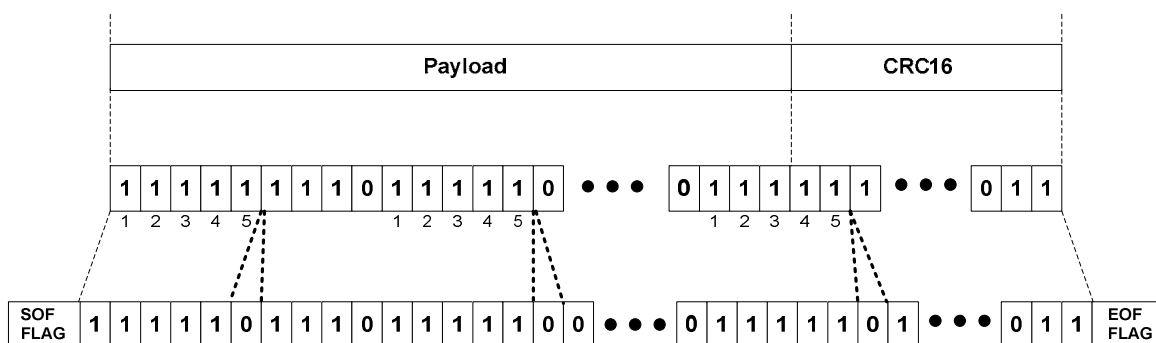 Payload CRC16
1 1 1 1 1 1 1 1 0 1 1 1 1 1 0 ● ● ● 0 1 1 1 1 1 1 ● ● ● 0 1 1
1 2 3 4 5 1 2 3 4 5 1 2 3 4 5
SOF
FLAG
1 1 1 1 1 0 1 1 1 0 1 1 1 1 1 0 0 ● ● ● 0 1 1 1 1 1 0 1 ● ● ● 0 1 1
EOF
FLAG